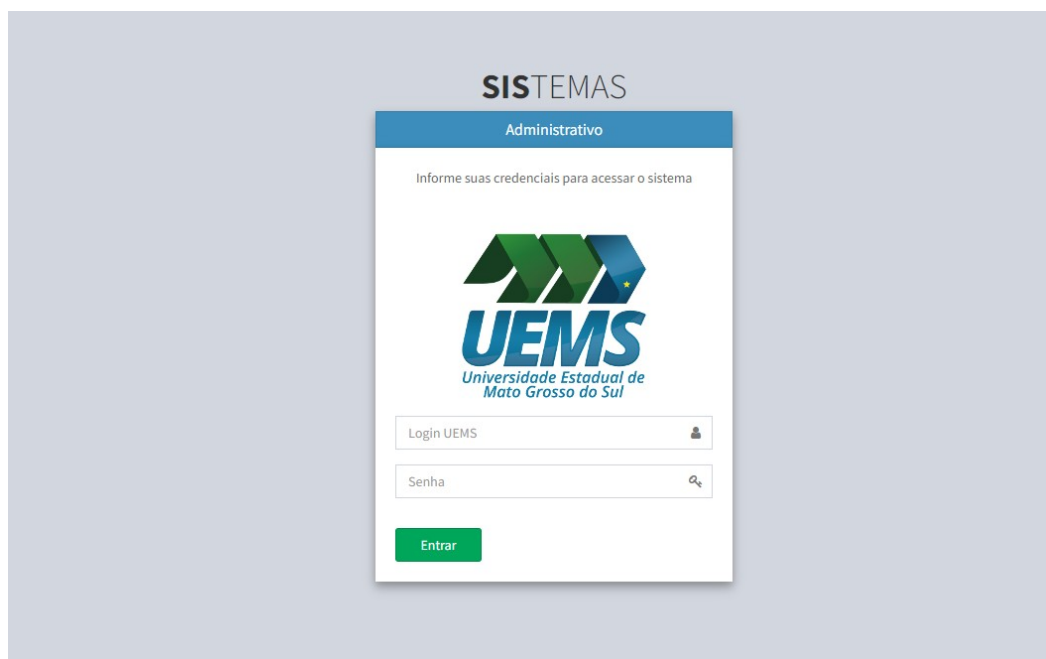 SISTEMAS
Administrativo
Informe suas credenciais para acessar o sistema
UEMS
Universidade Estadual de
Mato Grosso do Sul
Login UEMS
Senha
Entrar